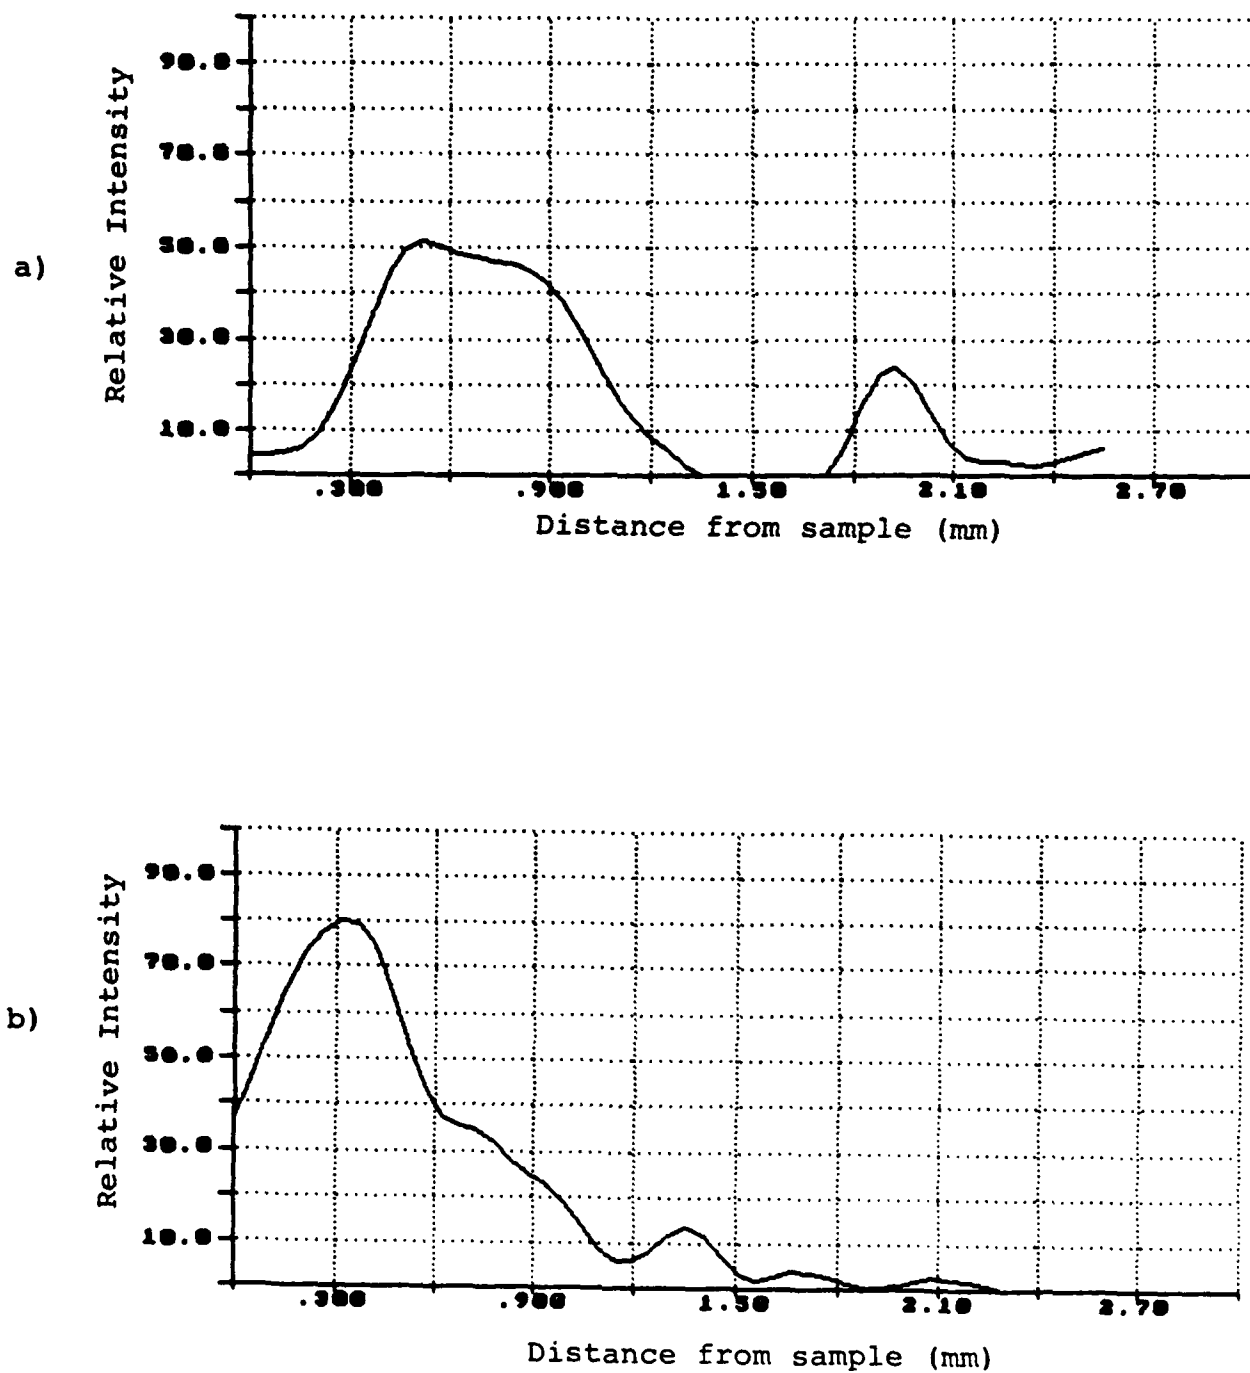 a)
Relative Intensity
90.0
70.0
50.0
30.0
10.0
.300 .900 1.50 2.10 2.70
Distance from sample (mm)
b)
Relative Intensity
90.0
70.0
50.0
30.0
10.0
.300 .900 1.50 2.10 2.70
Distance from sample (mm)